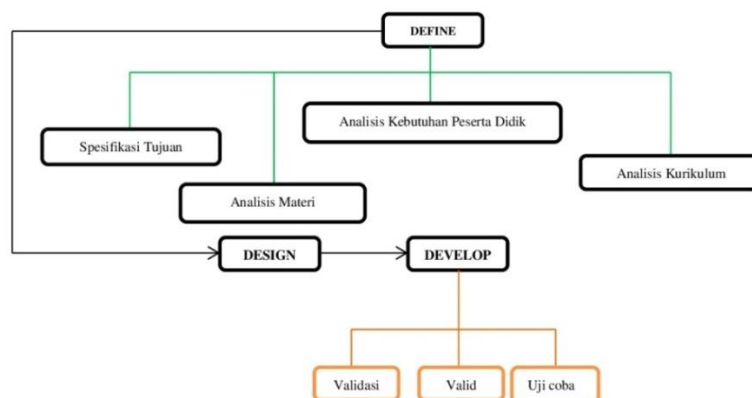 DEFINE
Analisis Kebutuhan Peserta Didik
Spesifikasi Tujuan
Analisis Kurikulum
Analisis Materi
DESIGN
DEVELOP
Validasi
Valid
Uji coba